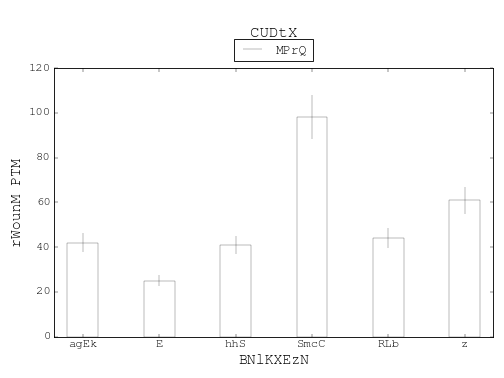 CUDtX
MPrQ
120
100
80
60
40
20
0
rWounM PTM
agEk E hhS SmcC RLb z
BNlKXEzN